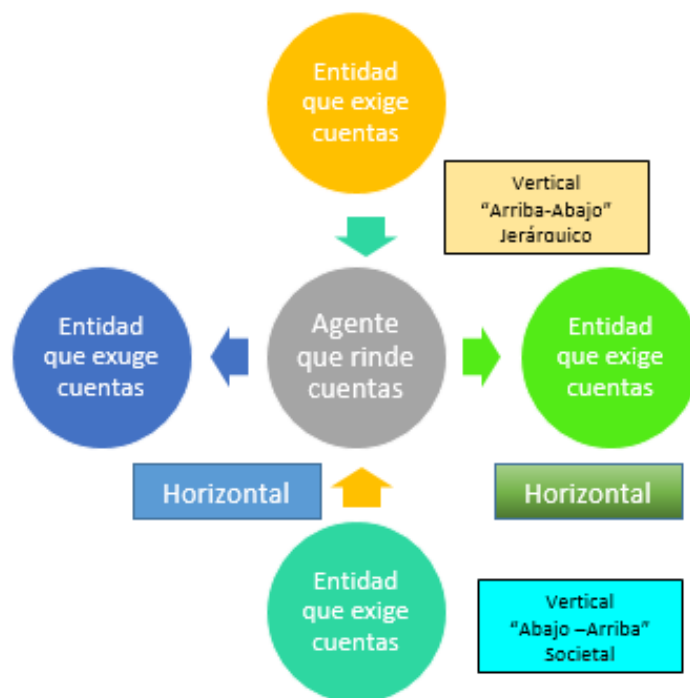 Entidad
que exige
cuentas
Vertical
“Arriba-Abajo”
Jerárquico
Entidad
que exuge
cuentas
Agente
que rinde
cuentas
Entidad
que exige
cuentas
Horizontal
Horizontal
Entidad
que exige
cuentas
Vertical
“Abajo –Arriba”
Societal